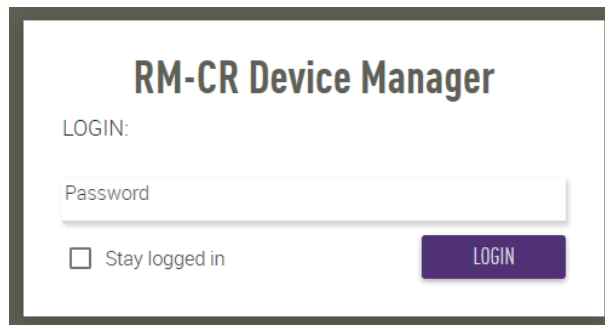 RM-CR Device Manager
LOGIN:
Password
Stay logged in
LOGIN